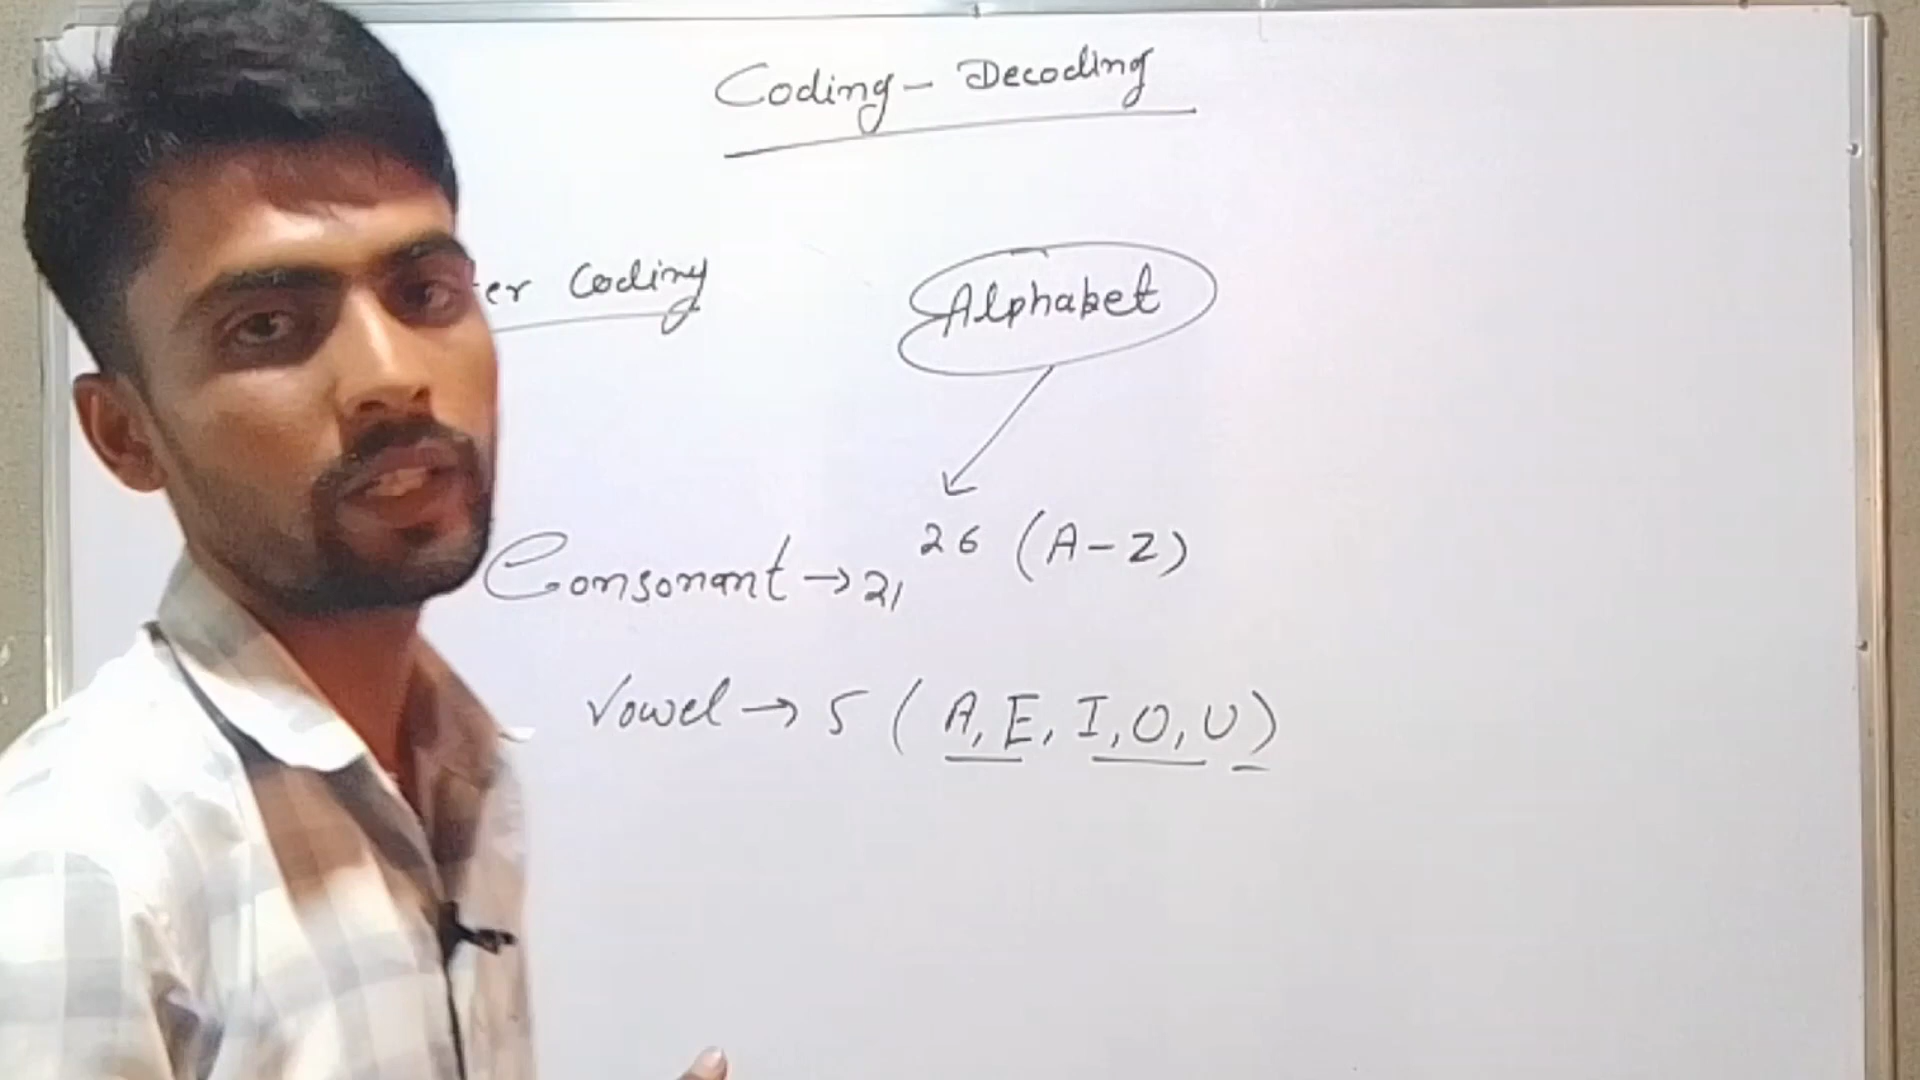 Coding - Decoding
er Coding
Alphabet
26 (A-Z)
Consonant → 21
Vowel → 5 (A, E, I, O, U)